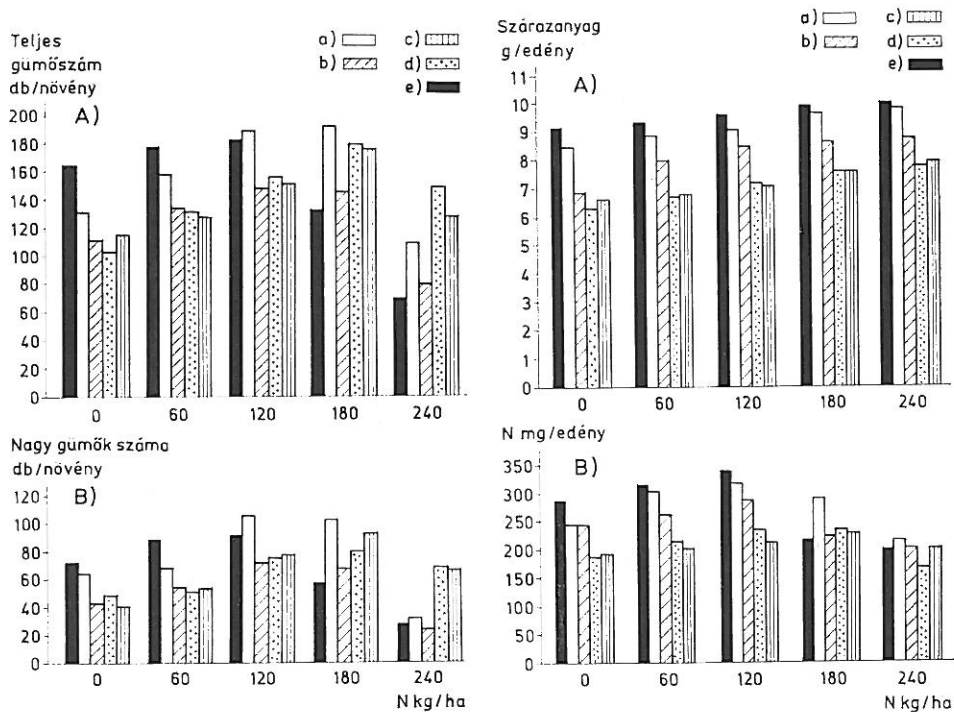 Teljes
gümőszám
db/növény
a)
b)
c)
d)
e)
A)
200
180
160
140
120
100
80
60
40
20
0
0 60 120 180 240
Nagy gümők száma
db/növény
B)
120
100
80
60
40
20
0
0 60 120 180 240
N kg/ha
Szárazanyag
g/edény
a)
b)
c)
d)
e)
A)
11
10
9
8
7
6
5
4
3
2
1
0
0 60 120 180 240
N mg/edény
B)
350
300
250
200
150
100
50
0
0 60 120 180 240
N kg/ha